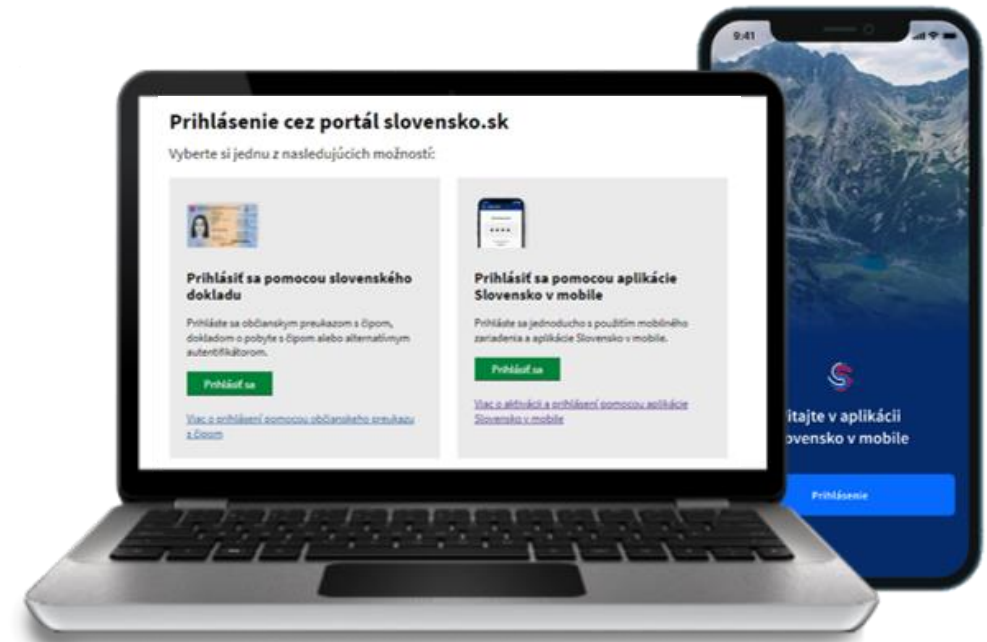 Prihlásenie cez portál slovensko.sk
Vyberte si jednu z nasledujúcich možností:
Prihlásiť sa pomocou slovenského
dokladu
Prihláste sa občianskym preukazom s čipom,
dokladom o pobyte s čipom alebo alternatívnym
autentifikátorom.
Prihlásiť sa
Viac o prihlásení pomocou občianskeho preukazu
s čipom
Prihlásiť sa pomocou aplikácie
Slovensko v mobile
Prihláste sa jednoducho s použitím mobilného
zariadenia a aplikácie Slovensko v mobile.
Prihlásiť sa
Viac o aktivácii a prihlásení pomocou aplikácie
Slovensko v mobile
9:41
itajte v aplikácii
ovensko v mobile
Prihlásenie